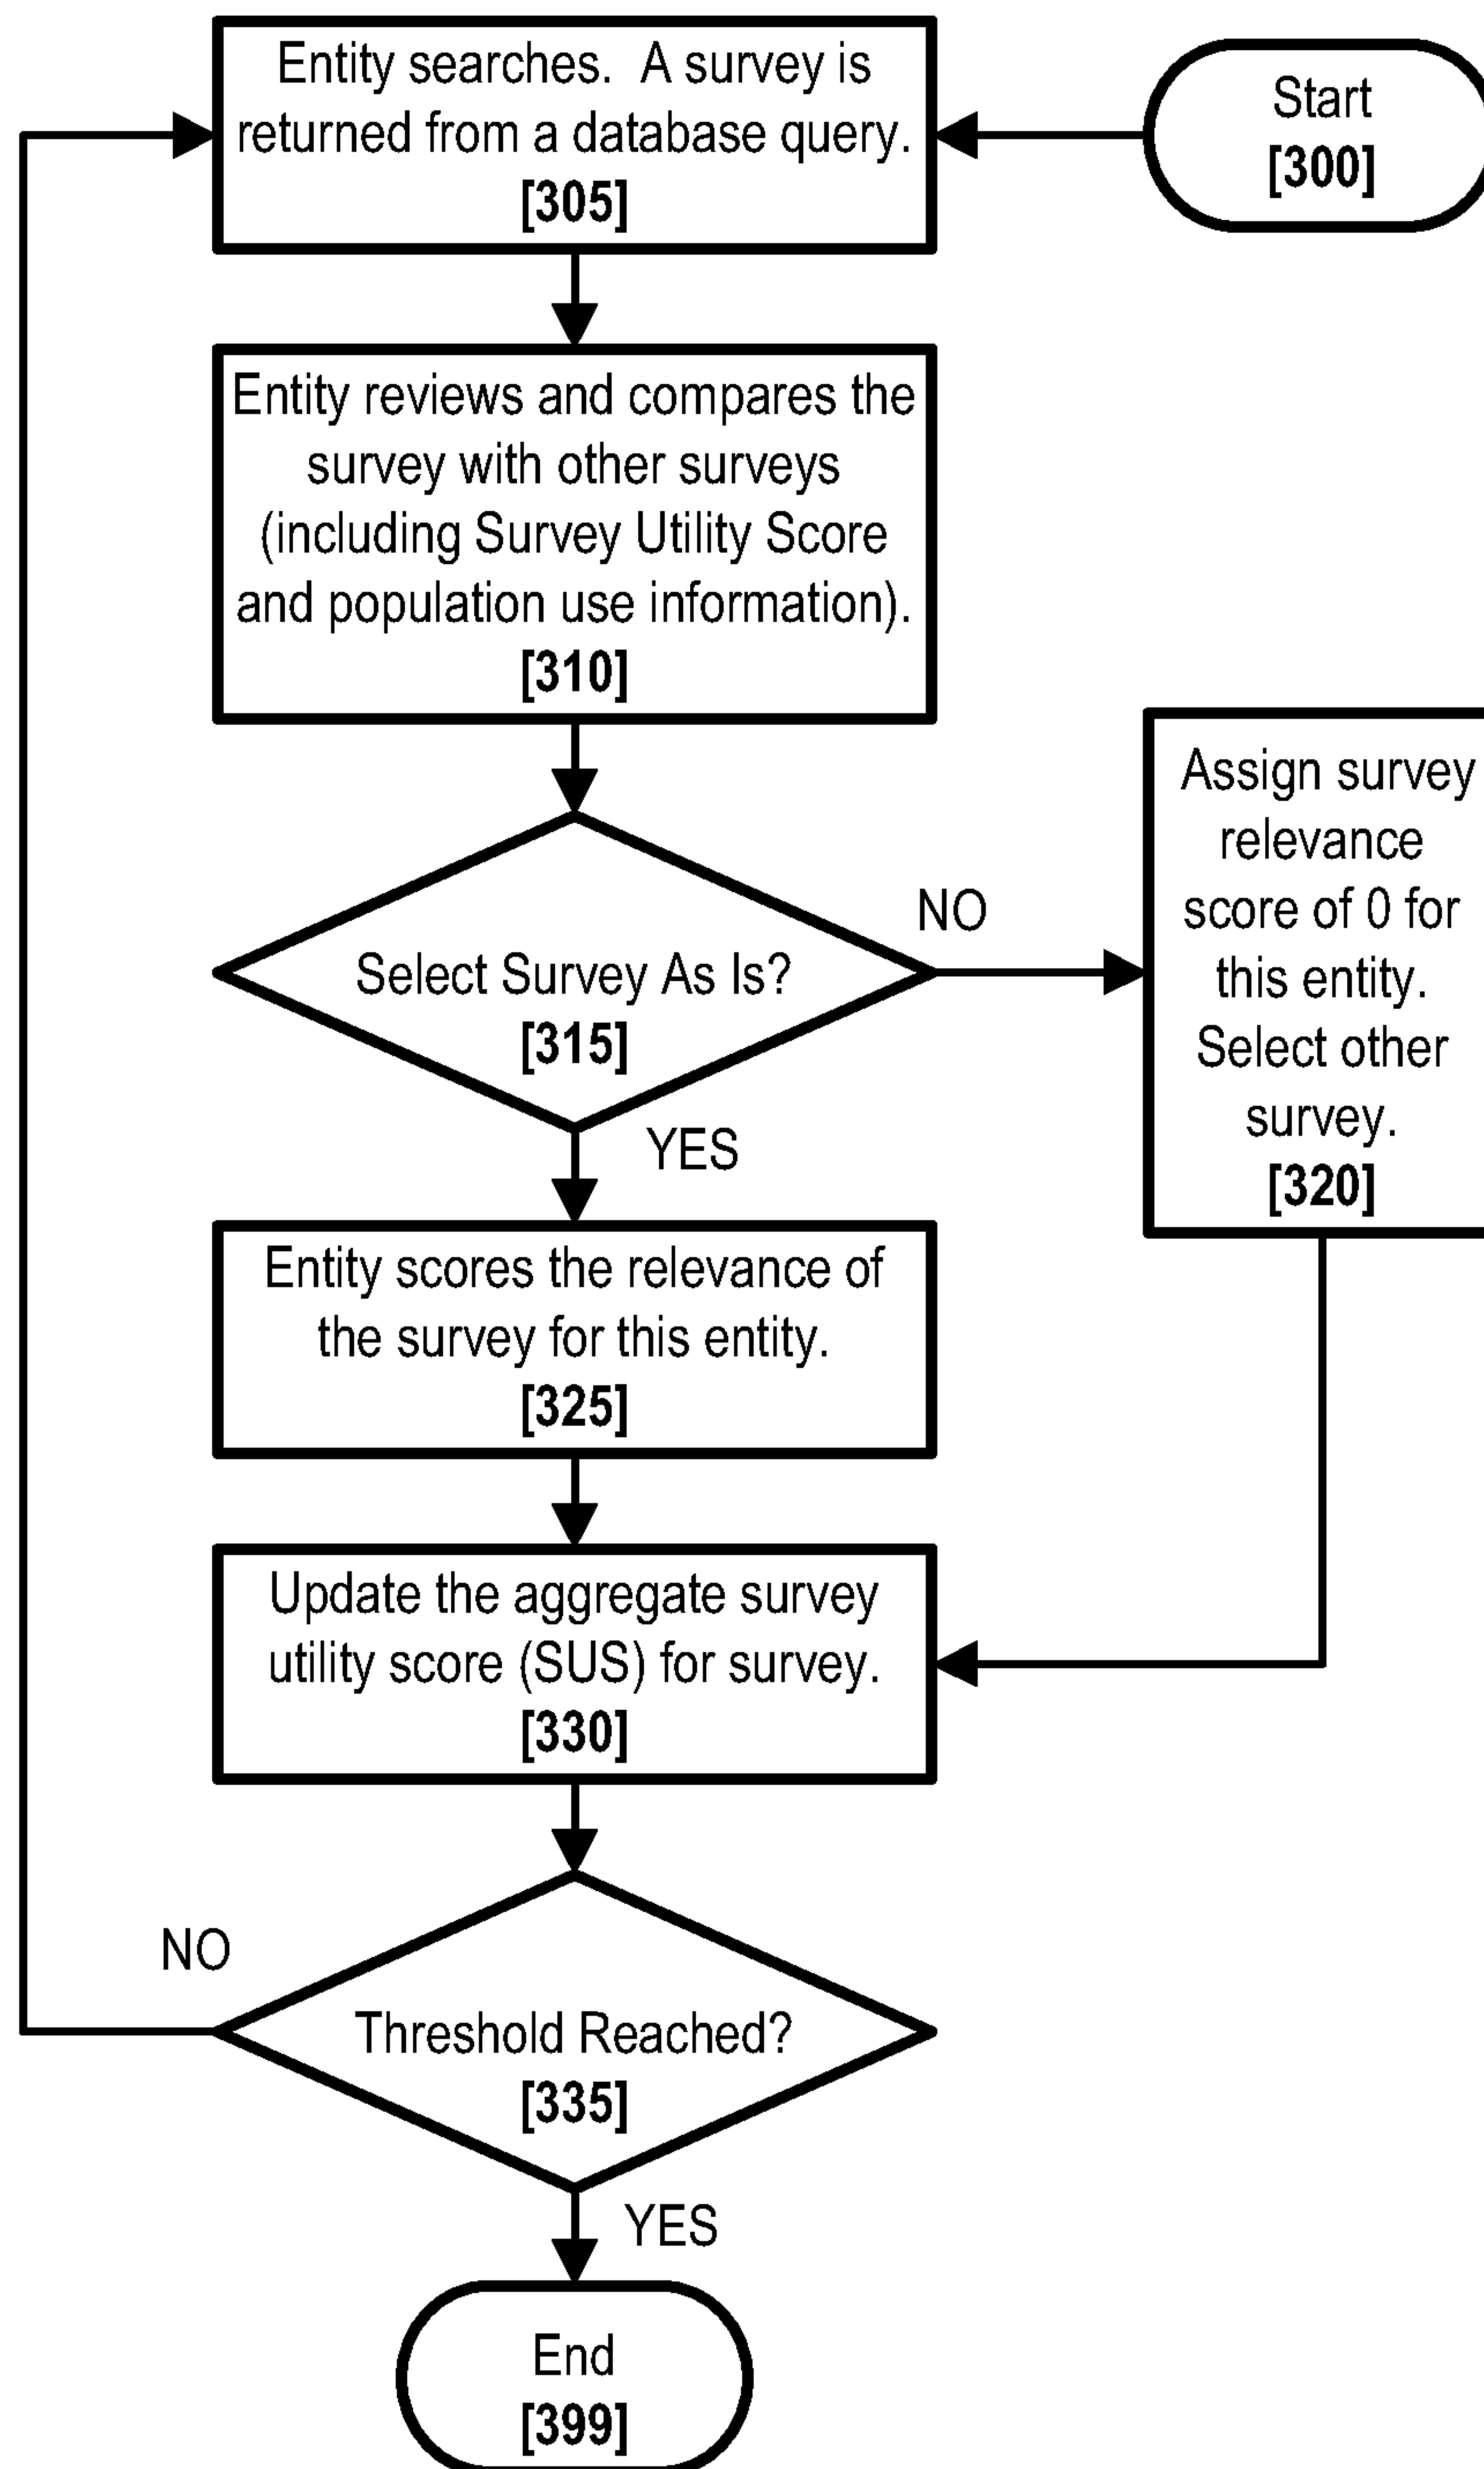 Entity searches. A survey is
returned from a database query.
[305]
Start
[300]
Entity reviews and compares the
survey with other surveys
(including Survey Utility Score
and population use information).
[310]
Select Survey As Is?
[315]
NO
Assign survey
relevance
score of 0 for
this entity.
Select other
survey.
[320]
YES
Entity scores the relevance of
the survey for this entity.
[325]
Update the aggregate survey
utility score (SUS) for survey.
[330]
NO
Threshold Reached?
[335]
YES
End
[399]